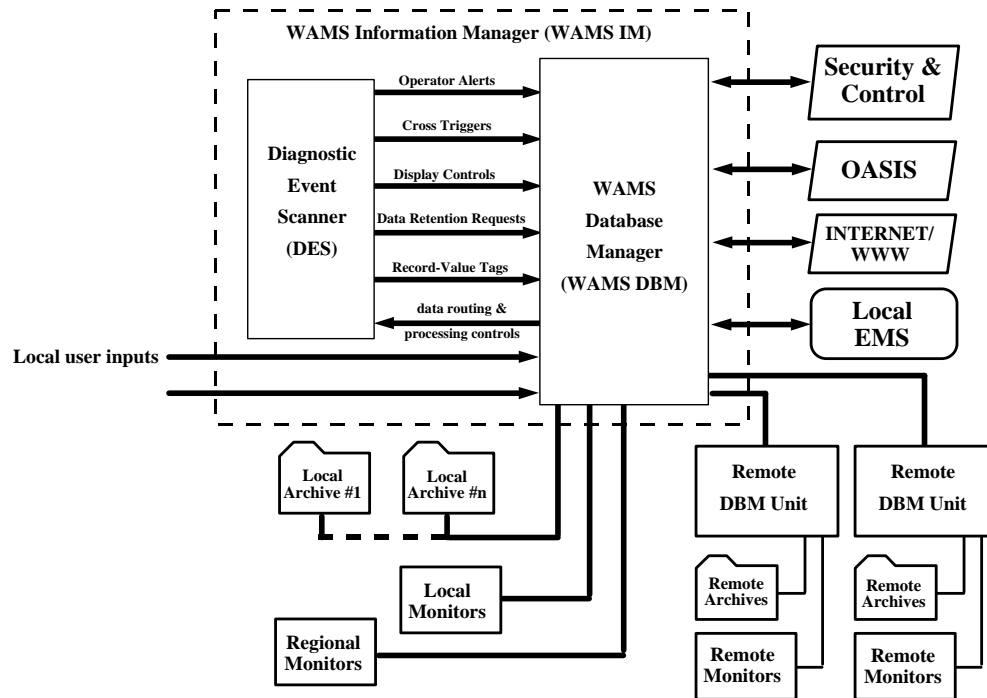 WAMS Information Manager (WAMS IM)
Diagnostic
Event
Scanner
(DES)
Operator Alerts
Cross Triggers
Display Controls
Data Retention Requests
Record-Value Tags
data routing &
processing controls
WAMS
Database
Manager
(WAMS DBM)
Security &
Control
OASIS
INTERNET/
WWW
Local
EMS
Local user inputs
Local
Archive #1
Local
Archive #n
Local
Monitors
Regional
Monitors
Remote
DBM Unit
Remote
Archives
Remote
Monitors
Remote
DBM Unit
Remote
Archives
Remote
Monitors